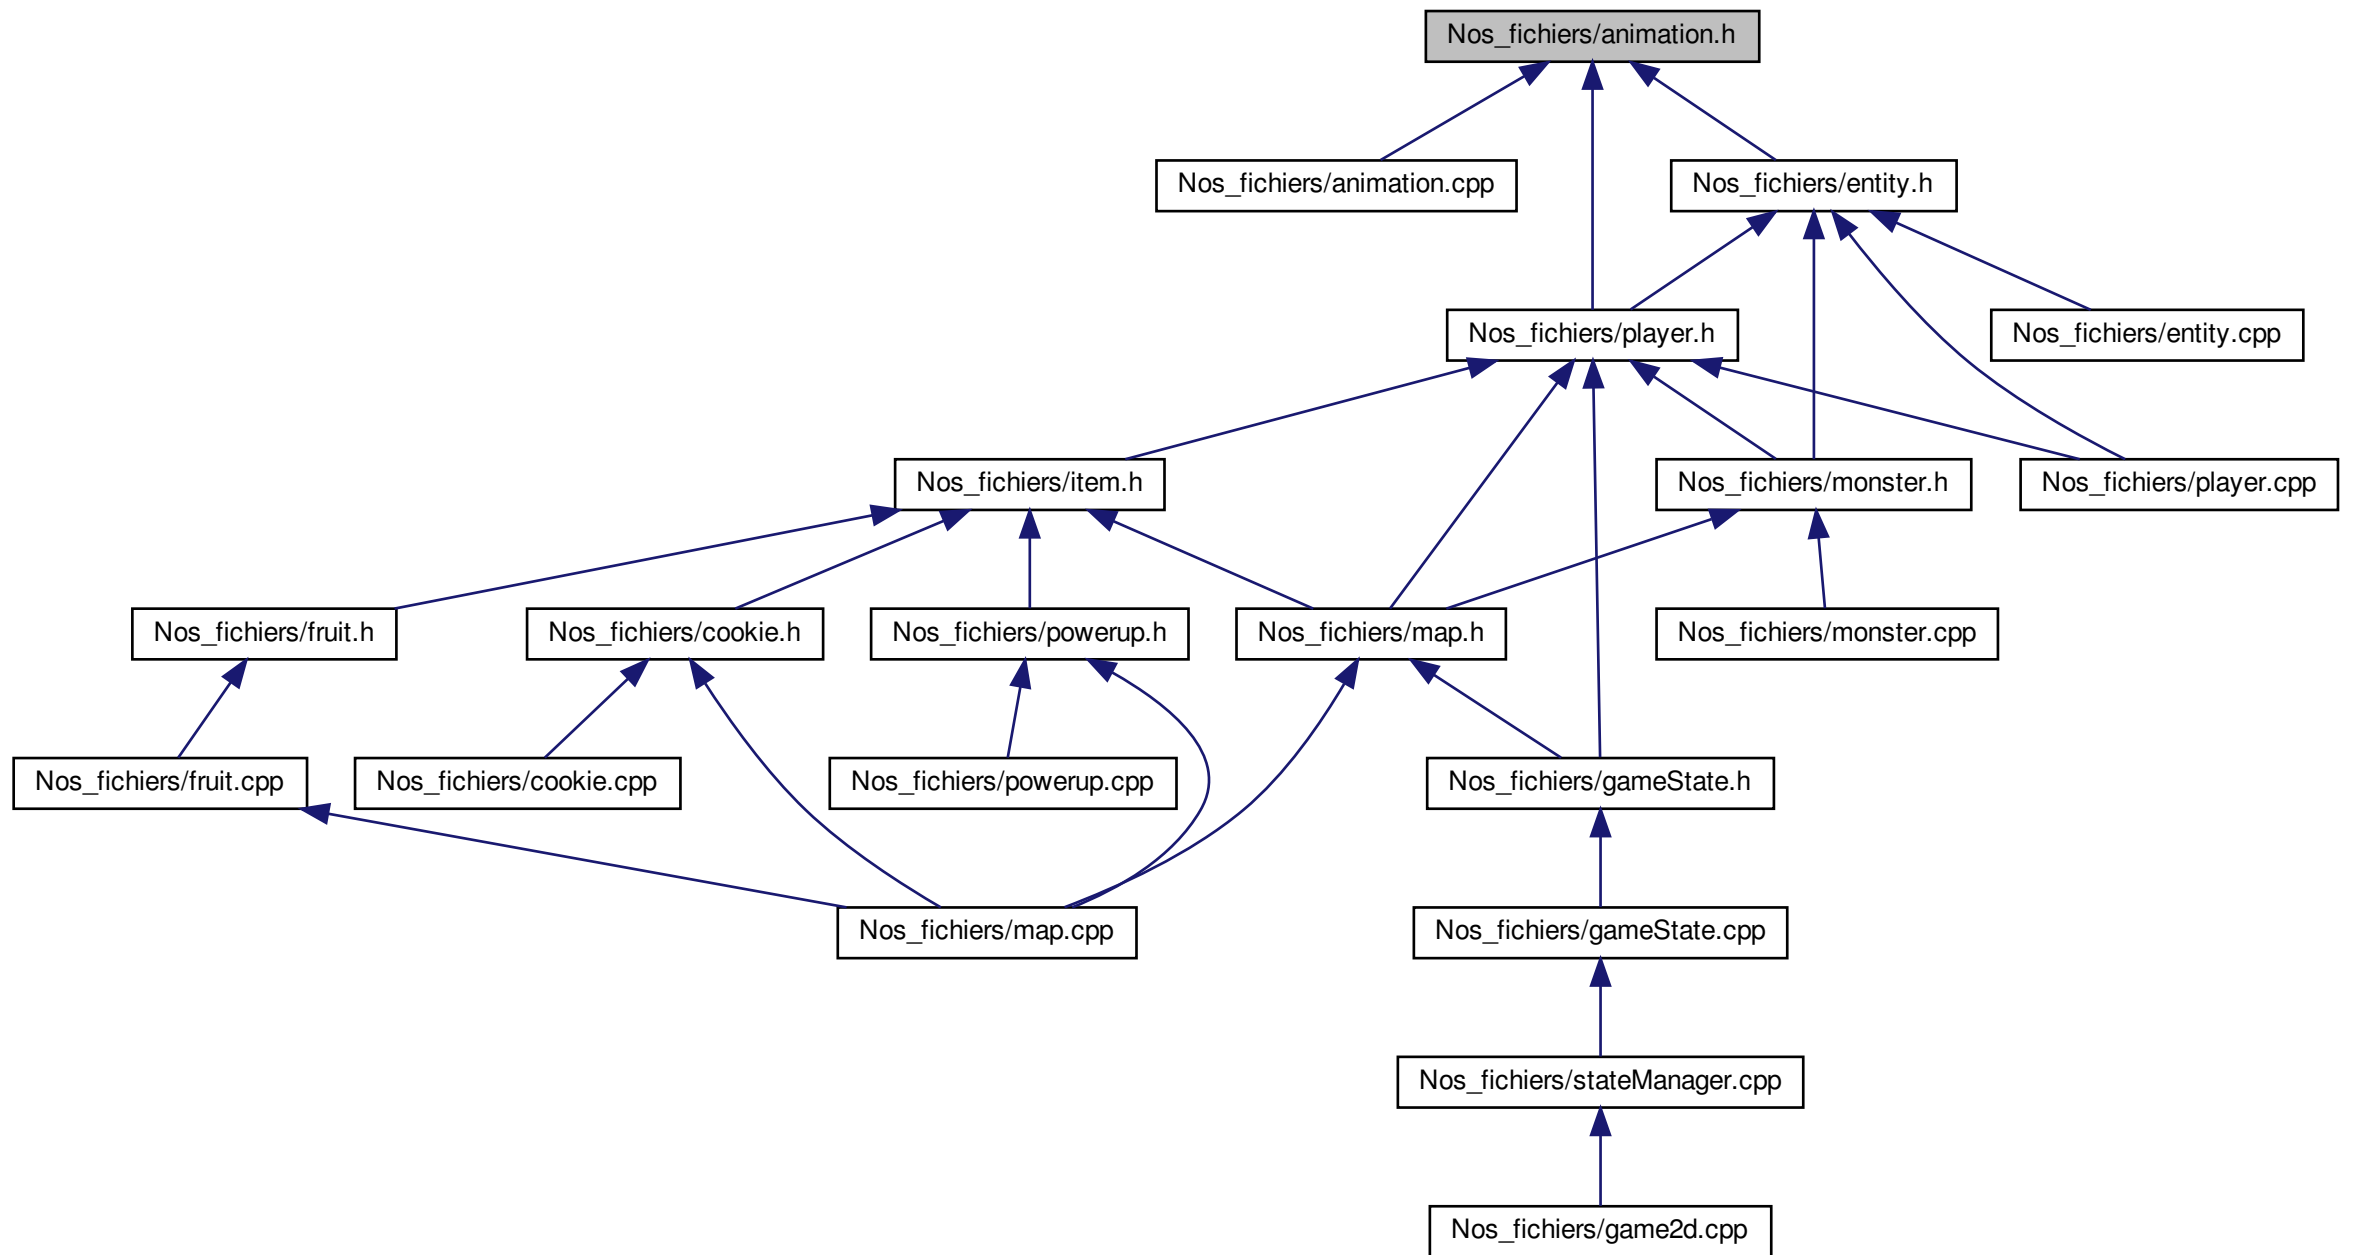 Nos_fichiers/animation.h
Nos_fichiers/animation.cpp
Nos_fichiers/entity.h
Nos_fichiers/player.h
Nos_fichiers/entity.cpp
Nos_fichiers/item.h
Nos_fichiers/monster.h
Nos_fichiers/player.cpp
Nos_fichiers/fruit.h
Nos_fichiers/cookie.h
Nos_fichiers/powerup.h
Nos_fichiers/map.h
Nos_fichiers/monster.cpp
Nos_fichiers/fruit.cpp
Nos_fichiers/cookie.cpp
Nos_fichiers/powerup.cpp
Nos_fichiers/gameState.h
Nos_fichiers/map.cpp
Nos_fichiers/gameState.cpp
Nos_fichiers/stateManager.cpp
Nos_fichiers/game2d.cpp